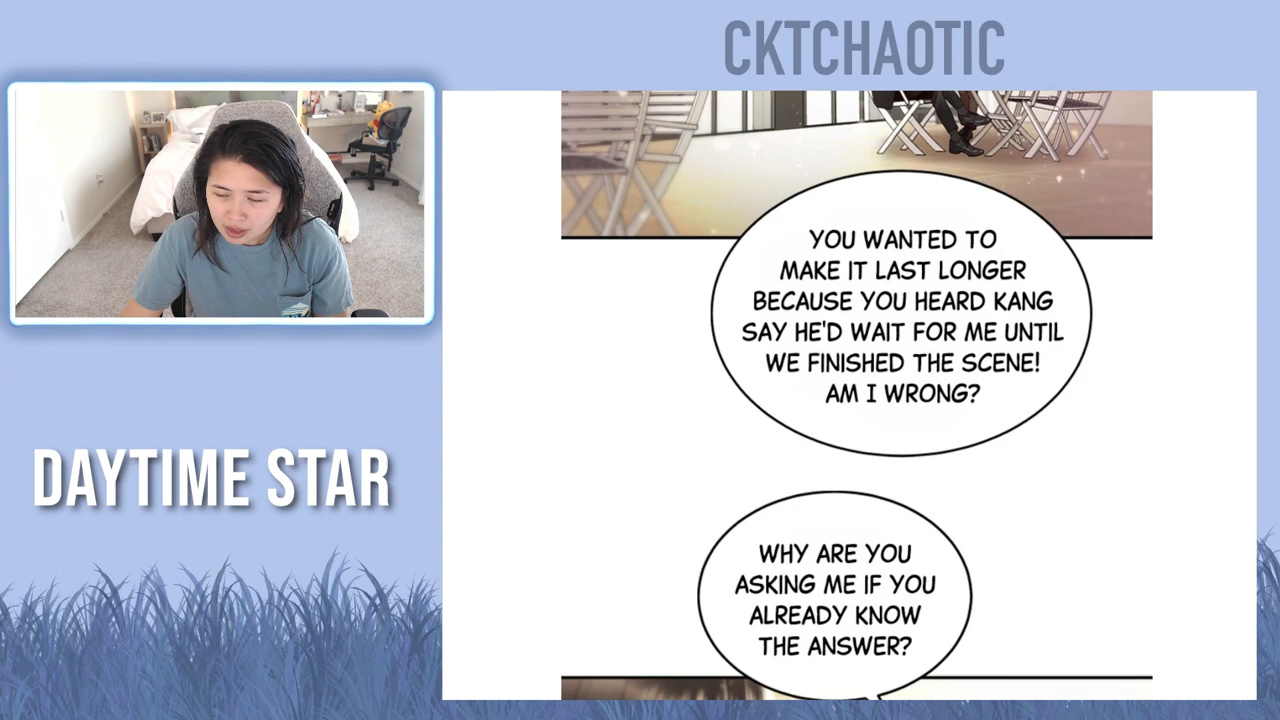 CKTCHAOTIC
YOU WANTED TO
MAKE IT LAST LONGER
BECAUSE YOU HEARD KANG
SAY HE'D WAIT FOR ME UNTIL
WE FINISHED THE SCENE!
AM I WRONG?
DAYTIME STAR
WHY ARE YOU
ASKING ME IF YOU
ALREADY KNOW
THE ANSWER?